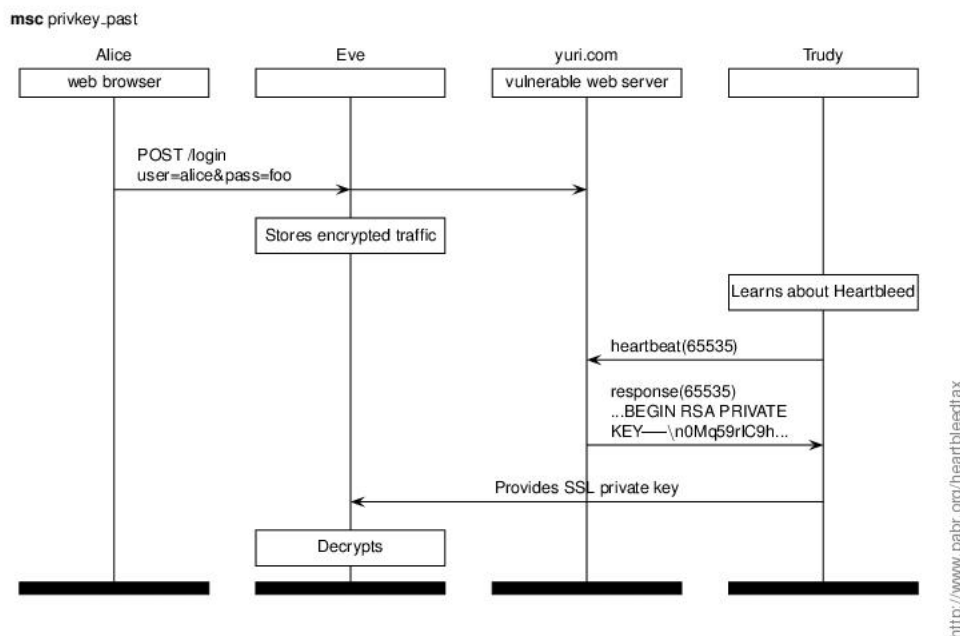 msc privkey_past
Alice Eve yuri.com Trudy
web browser vulnerable web server
POST /login
user=alice&pass=foo
Stores encrypted traffic
Learns about Heartbleed
heartbeat(65535)
response(65535)
...BEGIN RSA PRIVATE
KEY-----\n0Mq59rIC9h...
Provides SSL private key
Decrypts
http://www.pabr.org/heartbleedtax